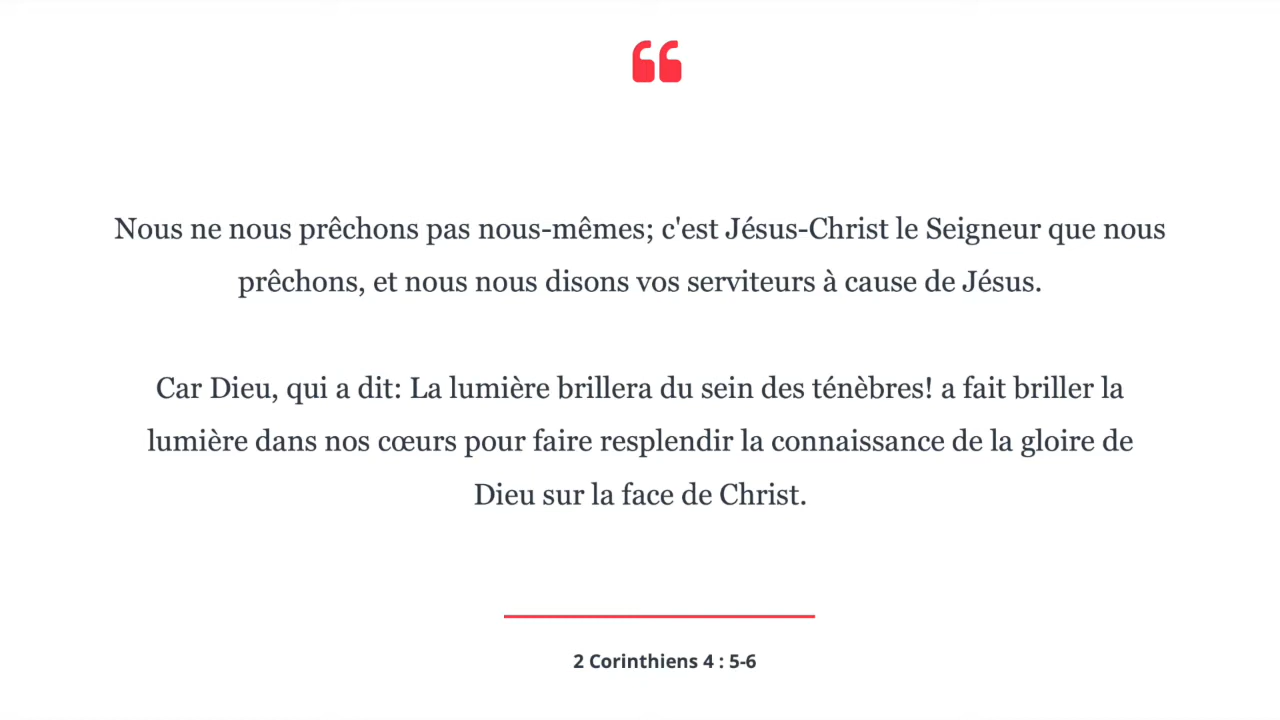 Nous ne nous prêchons pas nous-mêmes; c'est Jésus-Christ le Seigneur que nous
prêchons, et nous nous disons vos serviteurs à cause de Jésus.
Car Dieu, qui a dit: La lumière brillera du sein des ténèbres! a fait briller la
lumière dans nos cœurs pour faire resplendir la connaissance de la gloire de
Dieu sur la face de Christ.
2 Corinthiens 4 : 5-6